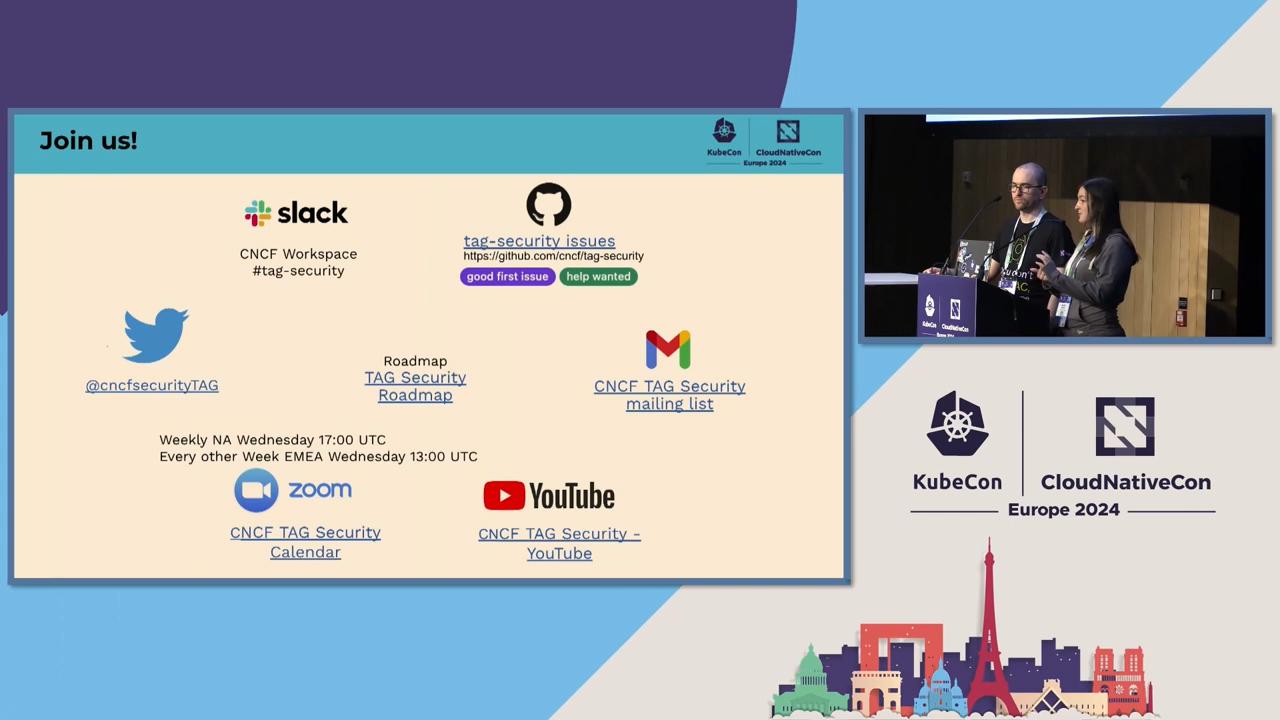 Join us!
KubeCon
CloudNativeCon
Europe 2024
slack
CNCF Workspace
#tag-security
tag-security issues
https://github.com/cncf/tag-security
good first issue
help wanted
@cncfsecurityTAG
Roadmap
TAG Security
Roadmap
CNCF TAG Security
mailing list
Weekly NA Wednesday 17:00 UTC
Every other Week EMEA Wednesday 13:00 UTC
zoom
CNCF TAG Security
Calendar
YouTube
CNCF TAG Security -
YouTube
KubeCon
CloudNativeCon
KubeCon
CloudNativeCon
Europe 2024